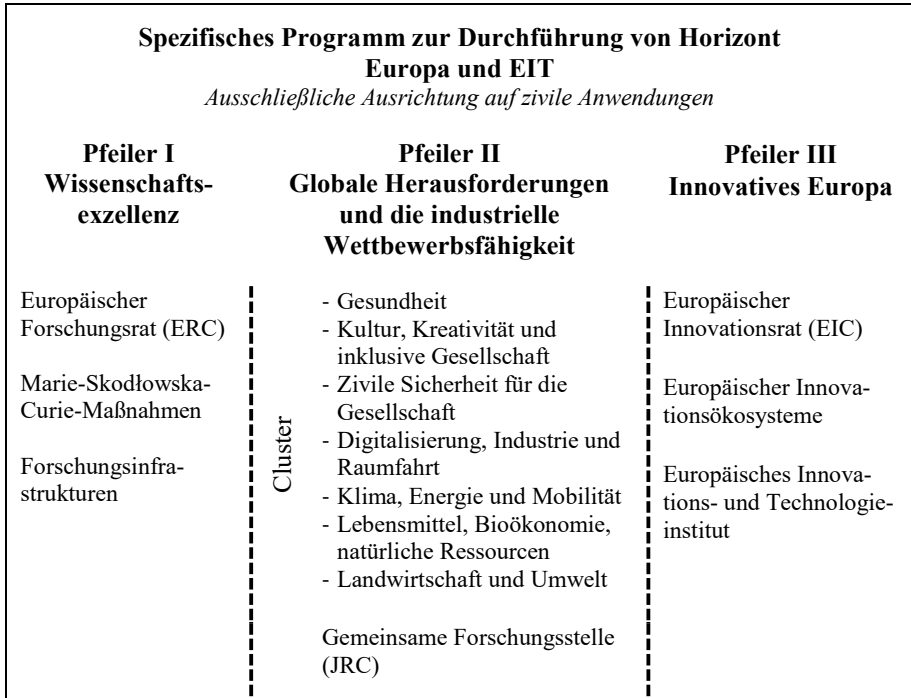 Spezifisches Programm zur Durchführung von Horizont
Europa und EIT
Ausschließliche Ausrichtung auf zivile Anwendungen
Pfeiler I
Wissenschafts-
exzellenz
Europäischer
Forschungsrat (ERC)
Marie-Skodłowska-
Curie-Maßnahmen
Forschungsinfra-
strukturen
Pfeiler II
Globale Herausforderungen
und die industrielle
Wettbewerbsfähigkeit
Cluster
- Gesundheit
- Kultur, Kreativität und
inklusive Gesellschaft
- Zivile Sicherheit für die
Gesellschaft
- Digitalisierung, Industrie und
Raumfahrt
- Klima, Energie und Mobilität
- Lebensmittel, Bioökonomie,
natürliche Ressourcen
- Landwirtschaft und Umwelt
Gemeinsame Forschungsstelle
(JRC)
Pfeiler III
Innovatives Europa
Europäischer
Innovationsrat (EIC)
Europäischer Innova-
tionsökosysteme
Europäisches Innova-
tions- und Technologie-
institut